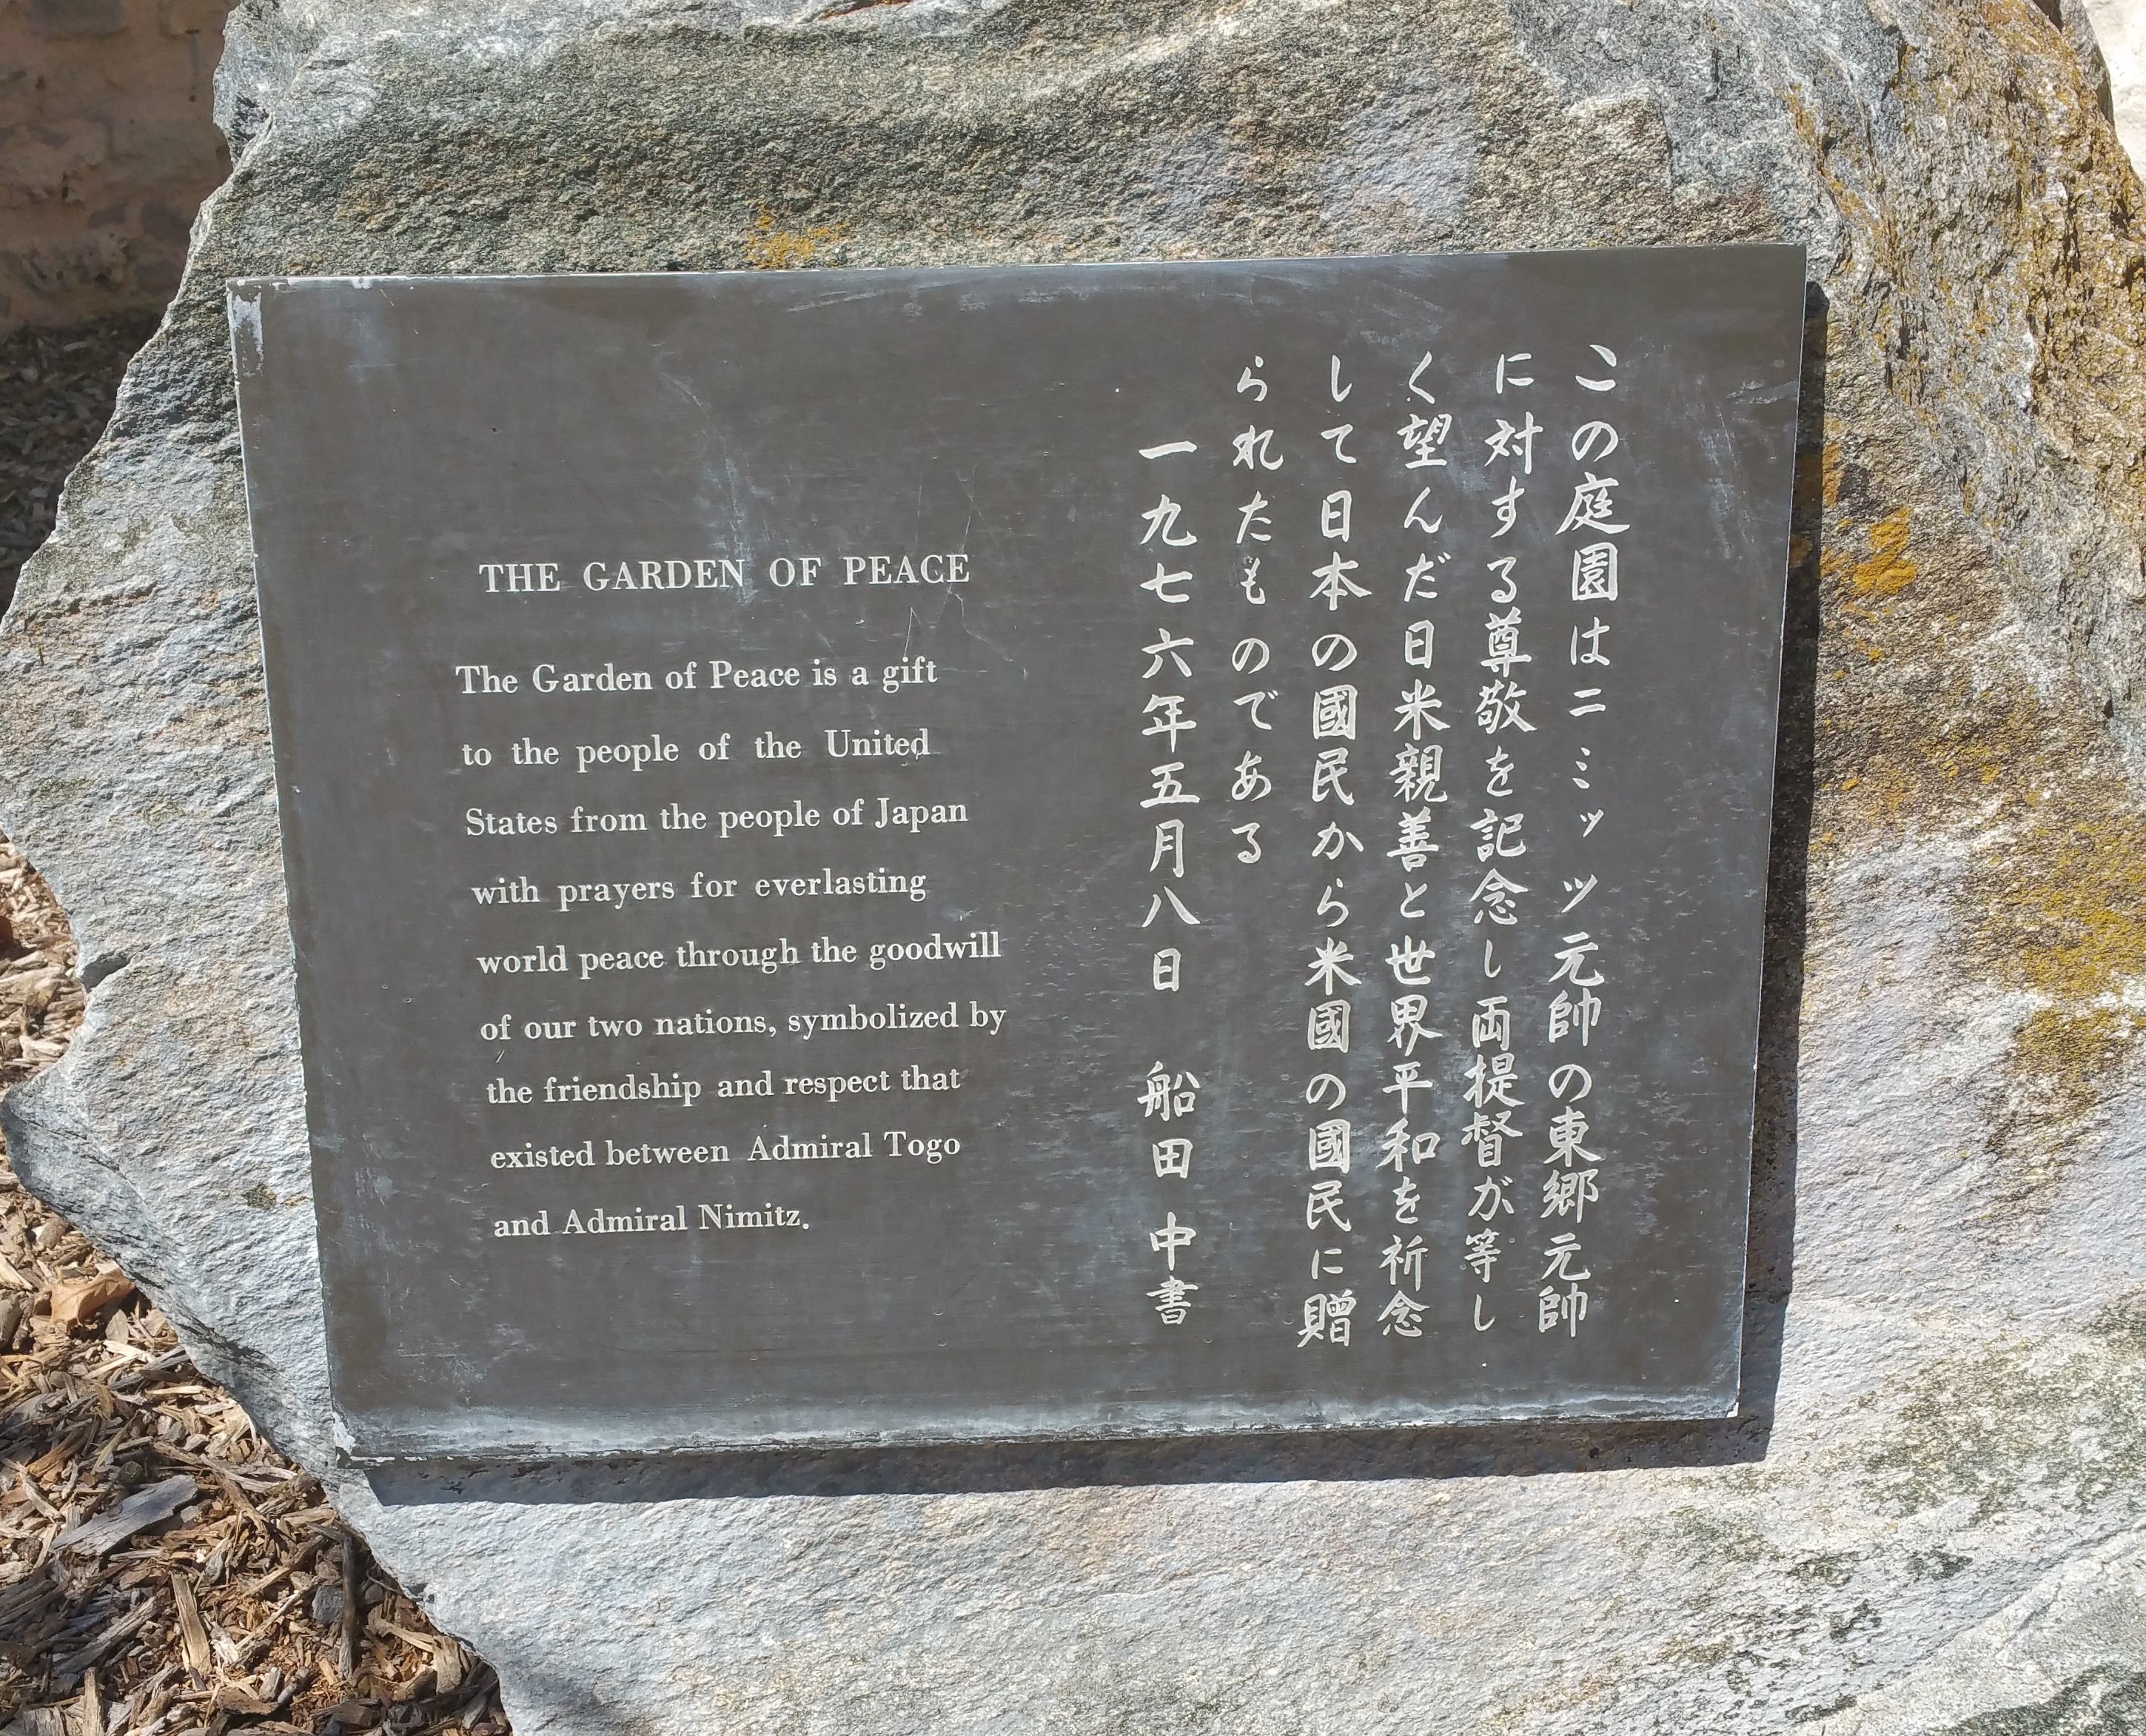 THE GARDEN OF PEACE
The Garden of Peace is a gift
to the people of the United
States from the people of Japan
with prayers for everlasting
world peace through the goodwill
of our two nations, symbolized by
the friendship and respect that
existed between Admiral Togo
and Admiral Nimitz.
この庭園はニミッツ元帥の東郷元帥
に対する尊敬を記念し両提督が等し
く望んだ日米親善と世界平和を祈念
して日本の國民から米國の國民に贈
られたものである
一九七六年五月八日 船田中書